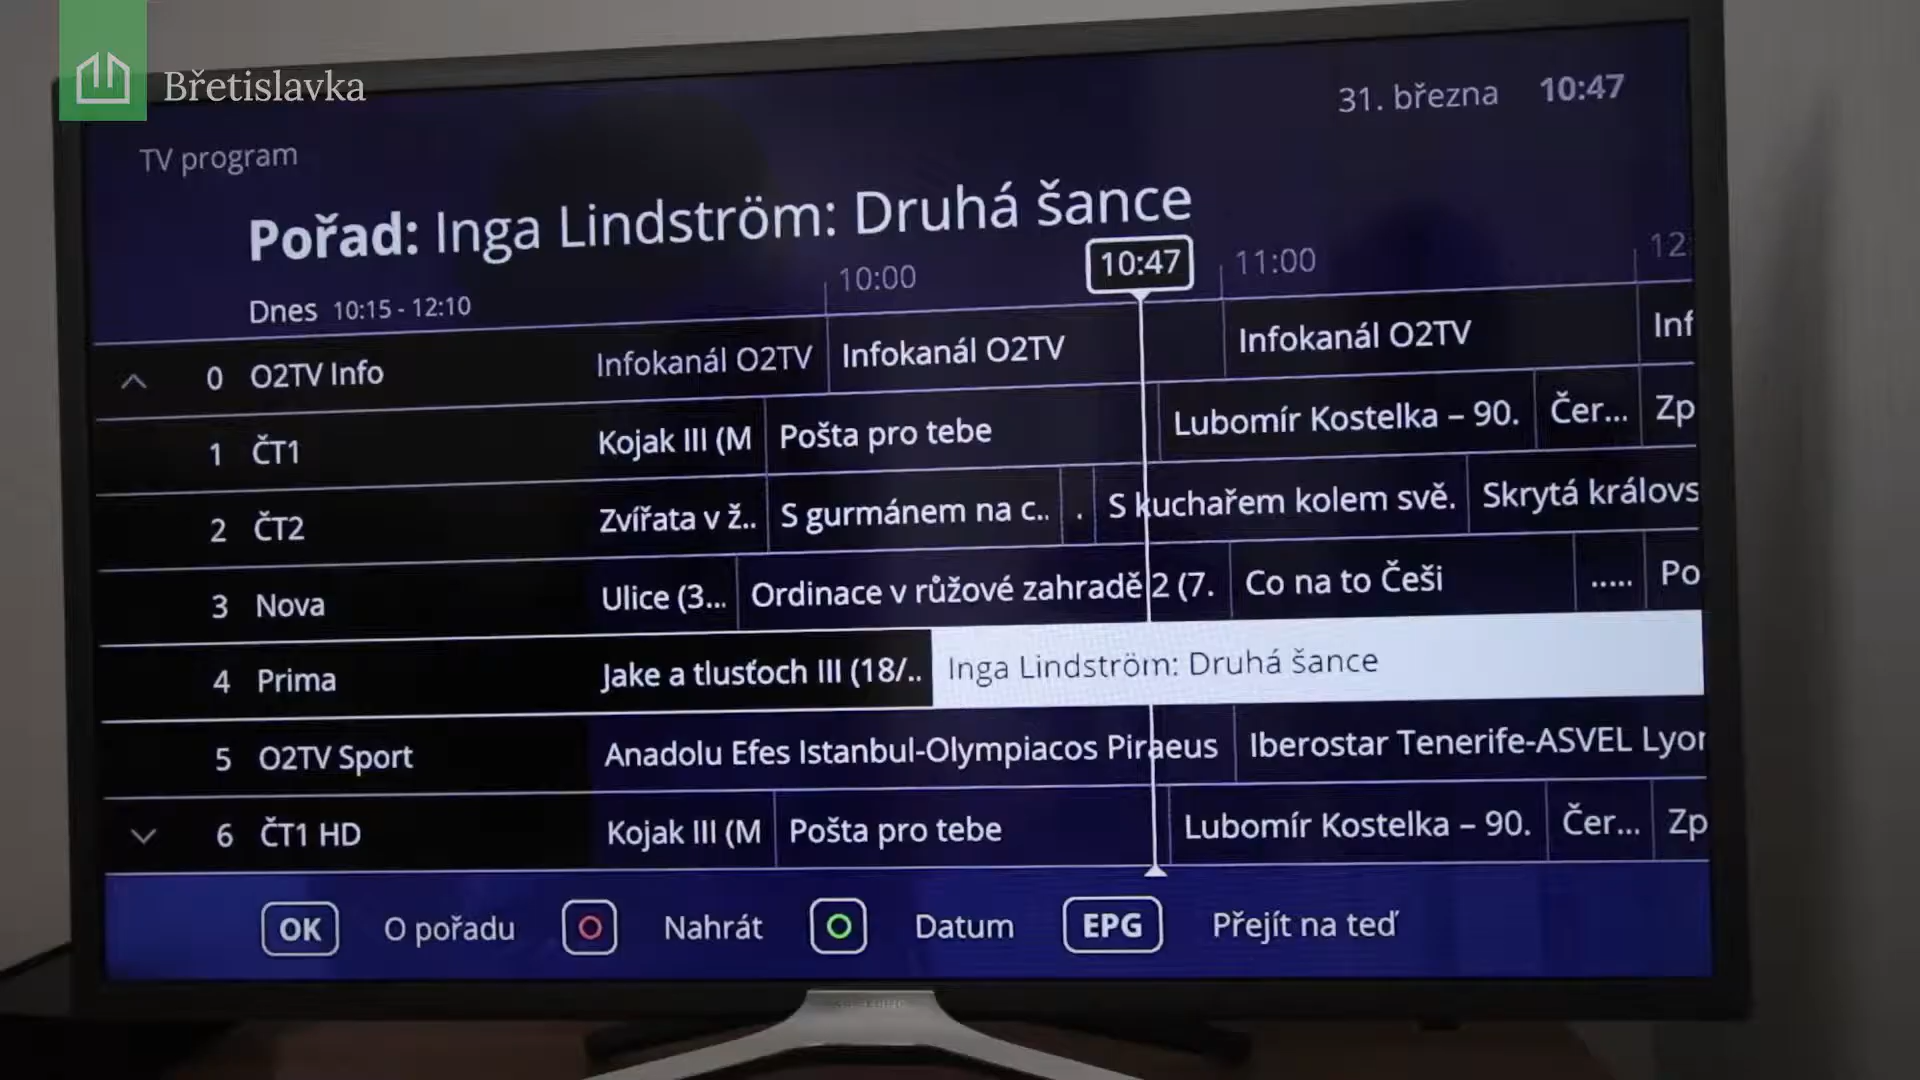 Břetislavka
31. března 10:47
TV program
Pořad: Inga Lindström: Druhá šance
Dnes 10:15 - 12:10
10:00 10:47 11:00 12
0 O2TV Info Infokanál O2TV Infokanál O2TV Infokanál O2TV Inf
1 ČT1 Kojak III (M Pošta pro tebe Lubomír Kostelka – 90. Čer... Zp
2 ČT2 Zvířata v ž.. S gurmánem na c.. . S kuchařem kolem svě. Skrytá královs
3 Nova Ulice (3... Ordinace v růžové zahradě 2 (7. Co na to Češi ..... Po
4 Prima Jake a tlusťoch III (18/.. Inga Lindström: Druhá šance
5 O2TV Sport Anadolu Efes Istanbul-Olympiacos Piraeus Iberostar Tenerife-ASVEL Lyon
6 ČT1 HD Kojak III (M Pošta pro tebe Lubomír Kostelka – 90. Čer... Zp
OK O pořadu Nahrát Datum EPG Přejít na teď